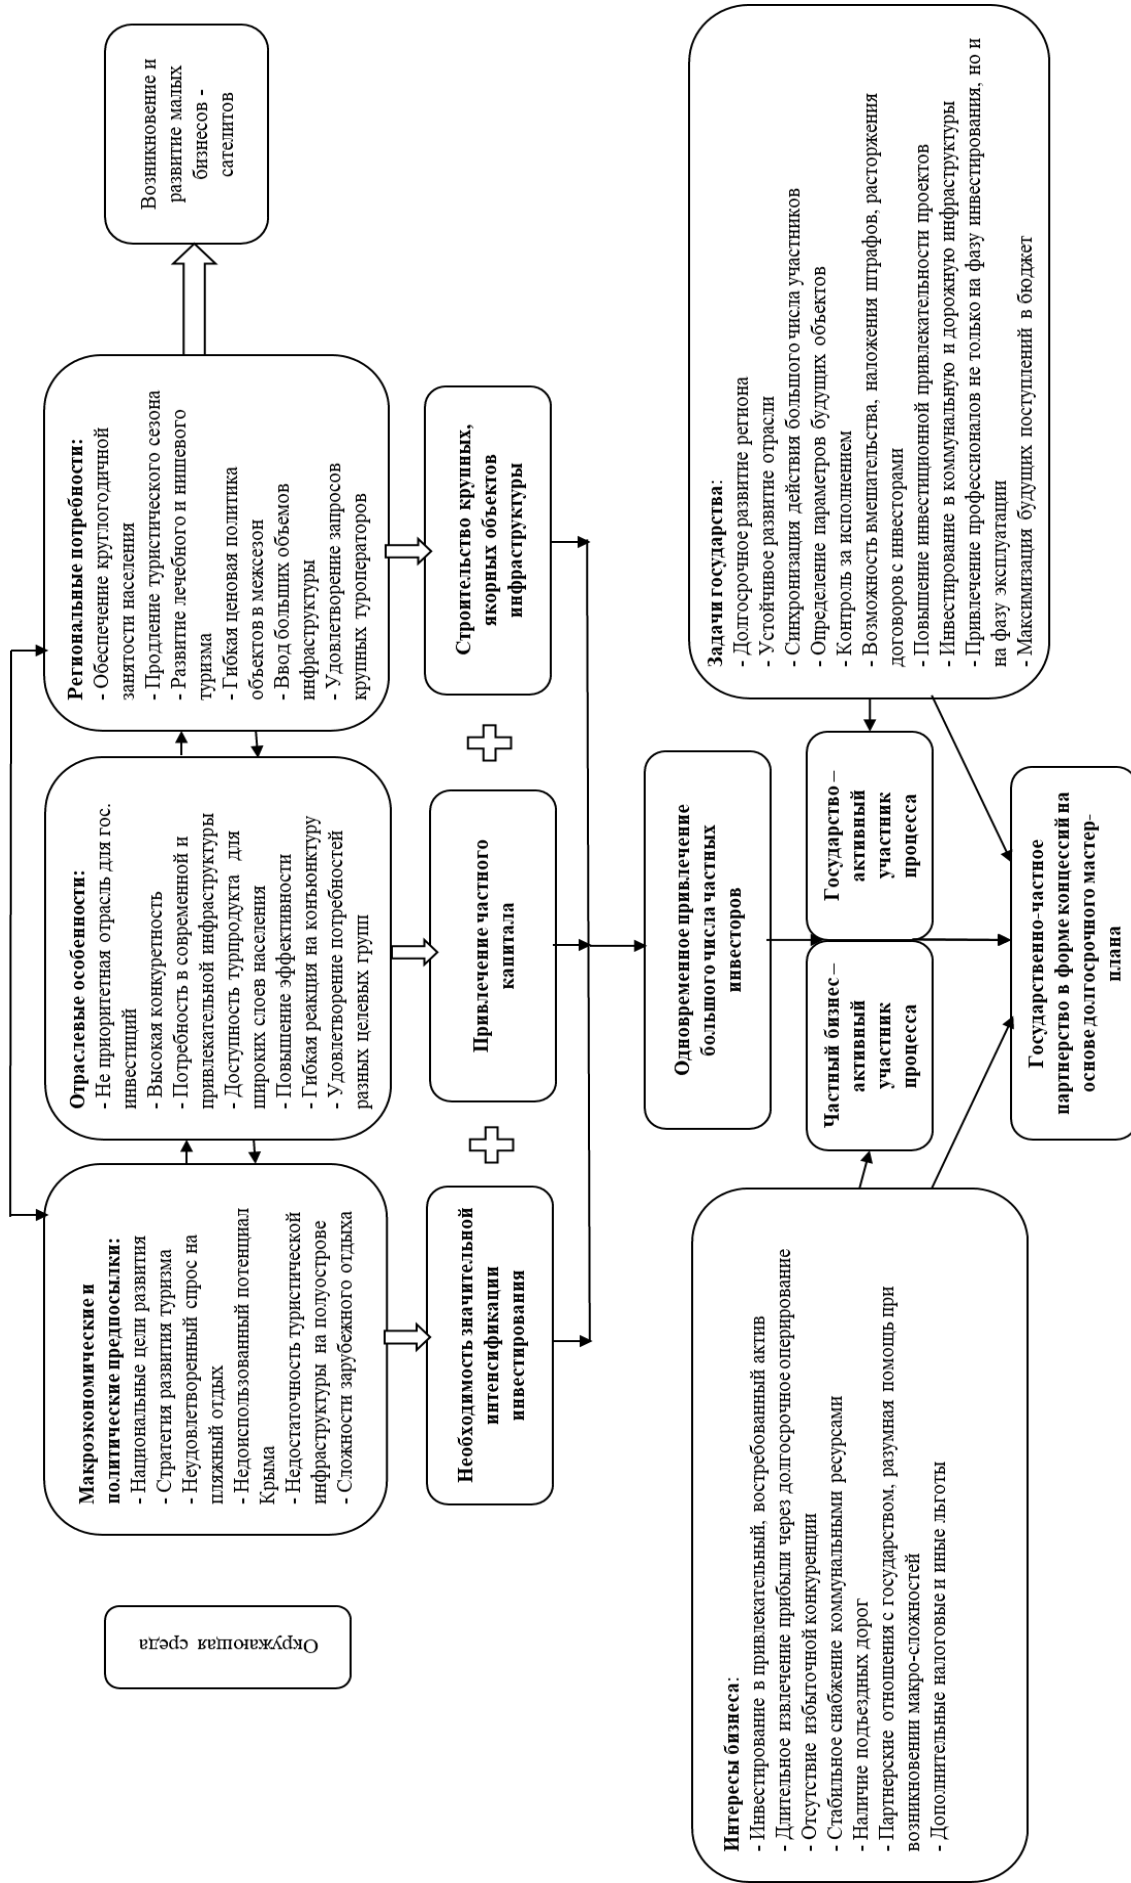 Окружающая среда
Макроэкономические и
политические предпосылки:
- Национальные цели развития
- Стратегия развития туризма
- Неудовлетворенный спрос на
пляжный отдых
- Недоиспользованный потенциал
Крыма
- Недостаточность туристической
инфраструктуры на полуострове
- Сложности зарубежного отдыха
Отраслевые особенности:
- Не приоритетная отрасль для гос.
инвестиций
- Высокая конкуретность
- Потребность в современной и
привлекательной инфраструктуры
- Доступность турпродукта для
широких слоев населения
- Повышение эффективности
- Гибкая реакция на конъюнктуру
- Удовлетворение потребностей
разных целевых групп
Региональные потребности:
- Обеспечение круглогодичной
занятости населения
- Продление туристического сезона
- Развитие лечебного и нишевого
туризма
- Гибкая ценовая политика
объектов в межсезон
- Ввод больших объемов
инфраструктуры
- Удовлетворение запросов
крупных туроператоров
Возникновение и
развитие малых
бизнесов -
сателитов
Необходимость значительной
интенсификации
инвестирования
Привлечение частного
капитала
Строительство крупных,
якорных объектов
инфраструктуры
Одновременное привлечение
большого числа частных
инвесторов
Интересы бизнеса:
- Инвестирование в привлекательный, востребованный актив
- Длительное извлечение прибыли через долгосрочное оперирование
- Отсутствие избыточной конкуренции
- Стабильное снабжение коммунальными ресурсами
- Наличие подъездных дорог
- Партнерские отношения с государством, разумная помощь при
возникновении макро-сложностей
- Дополнительные налоговые и иные льготы
Частный бизнес –
активный
участник
процесса
Государство –
активный
участник
процесса
Задачи государства:
- Долгосрочное развитие региона
- Устойчивое развитие отрасли
- Синхронизация действия большого числа участников
- Определение параметров будущих объектов
- Контроль за исполнением
- Возможность вмешательства, наложения штрафов, расторжения
договоров с инвесторами
- Повышение инвестиционной привлекательности проектов
- Инвестирование в коммунальную и дорожную инфраструктуры
- Привлечение профессионалов не только на фазу инвестирования, но и
на фазу эксплуатации
- Максимизация будущих поступлений в бюджет
Государственно-частное
партнерство в форме концессий на
основе долгосрочного мастер-
плана